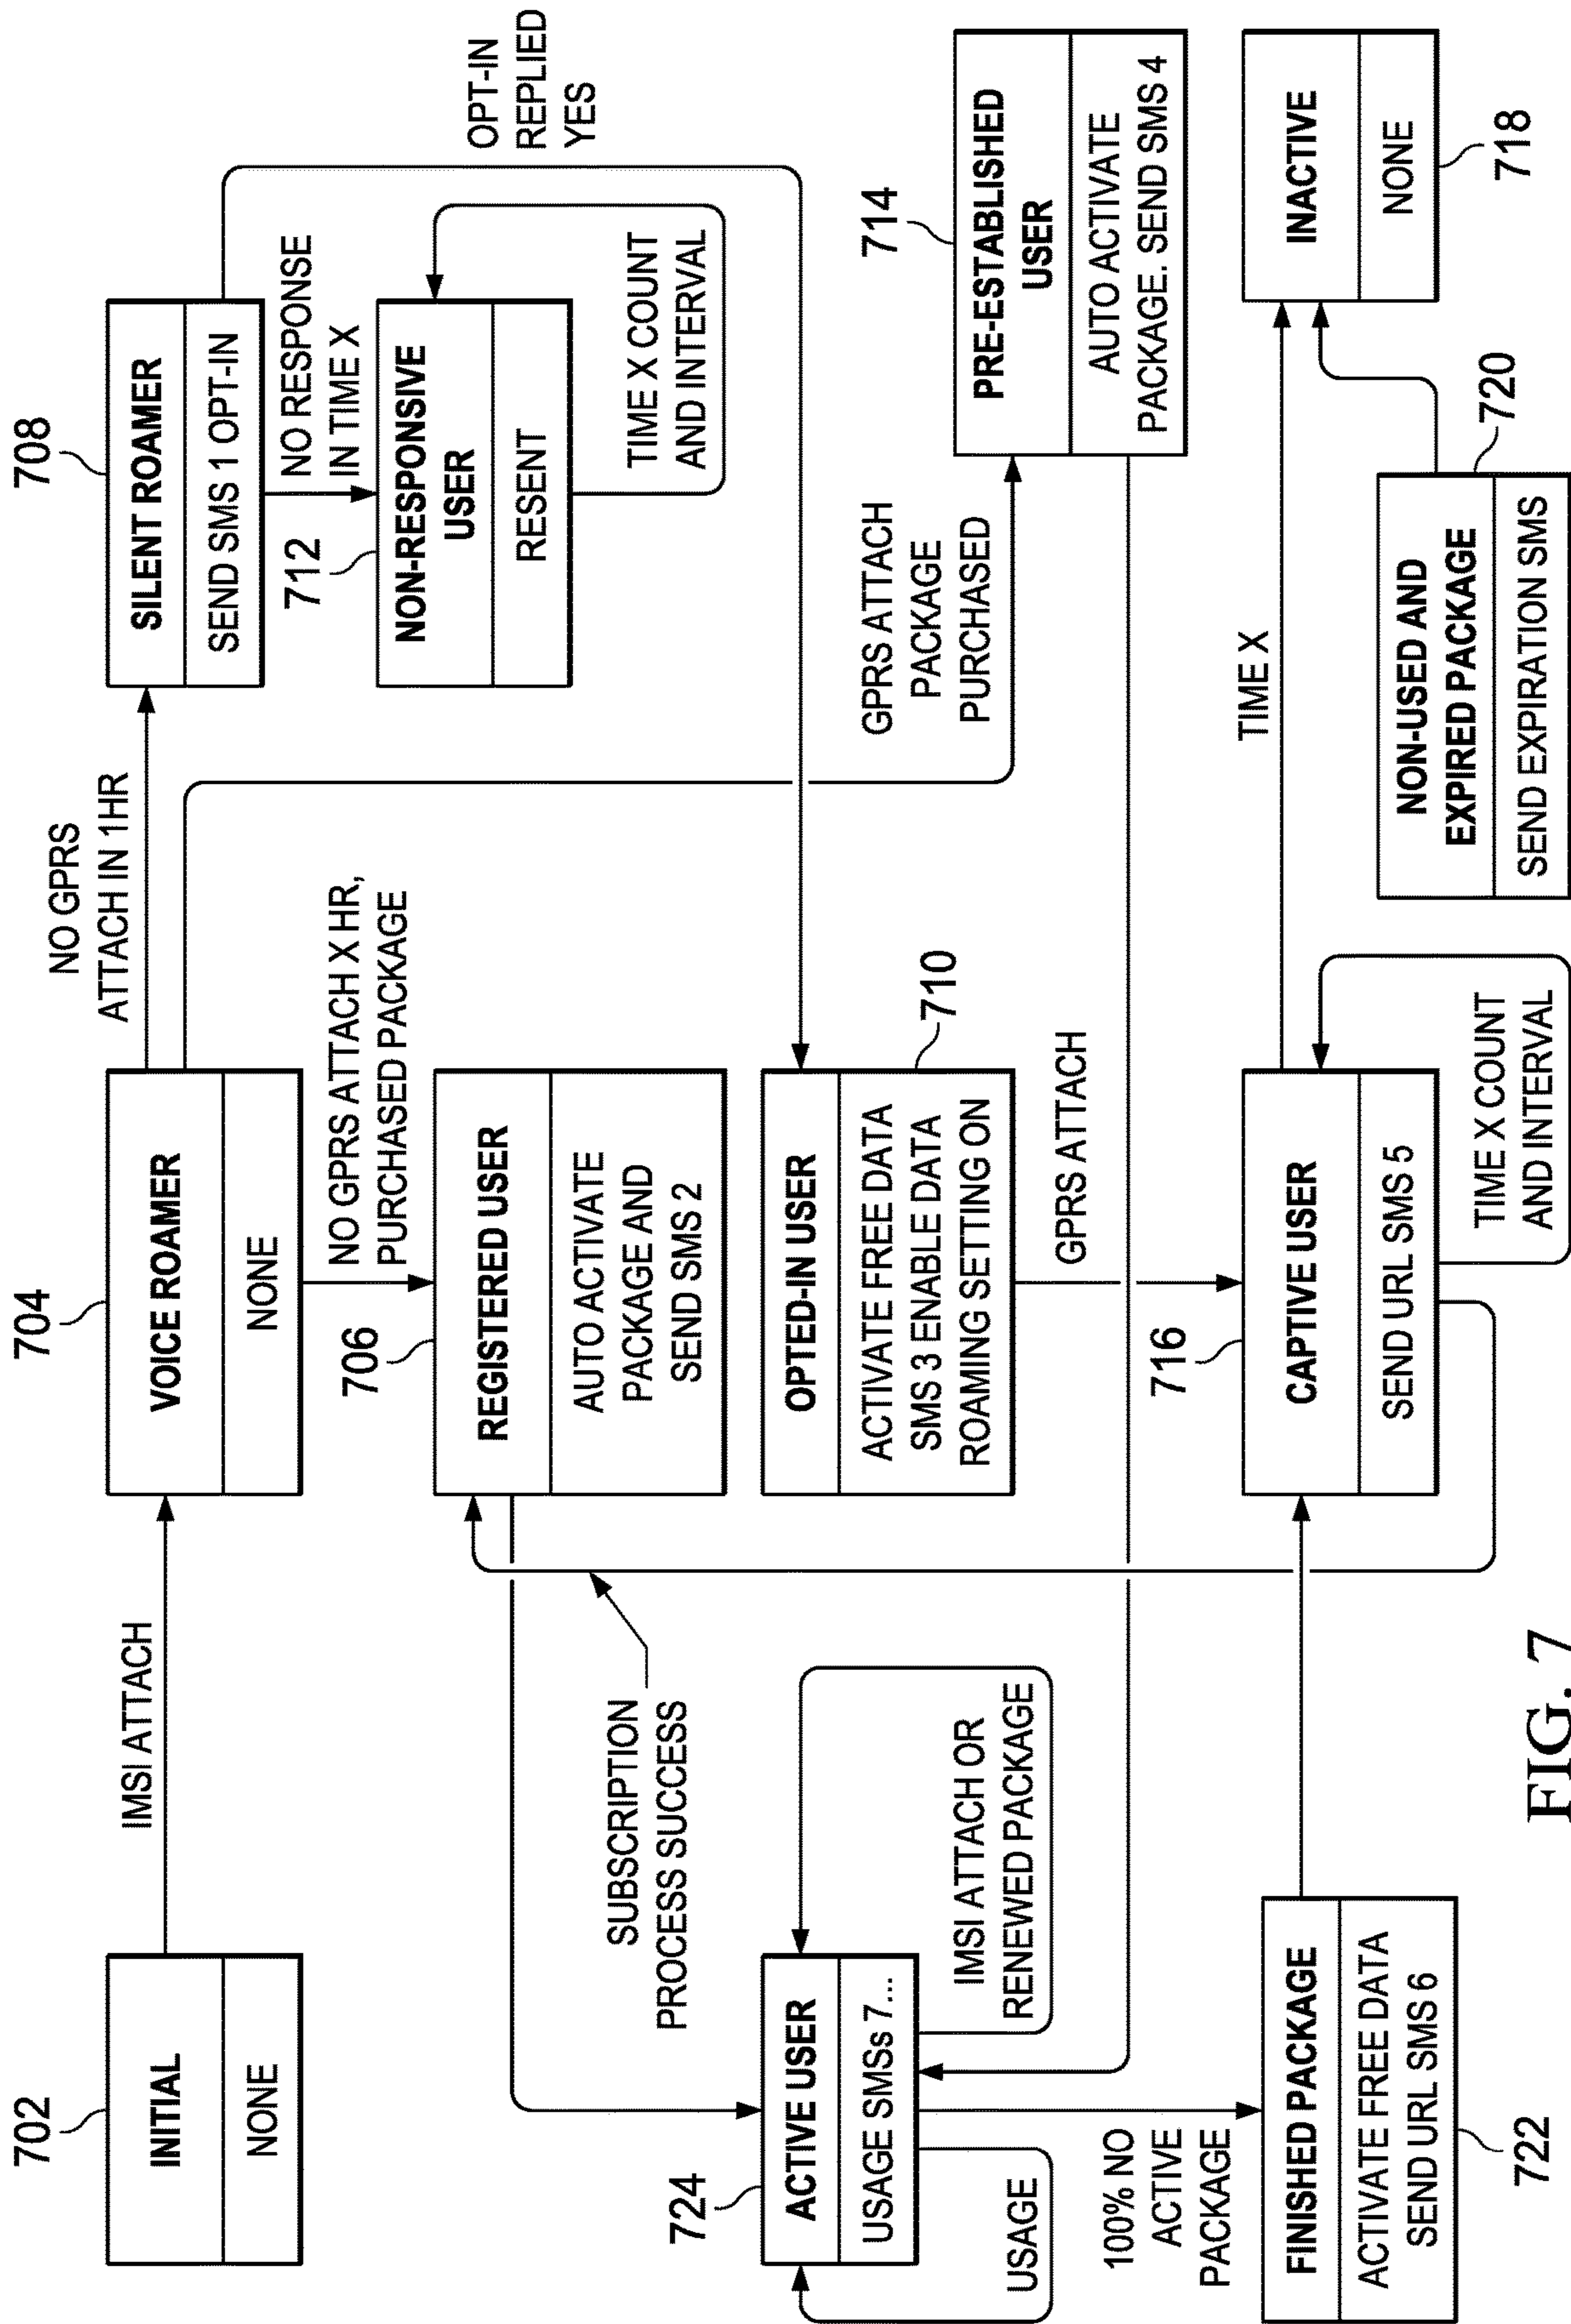 702
INITIAL
NONE
IMSI ATTACH
704
VOICE ROAMER
NONE
NO GPRS
ATTACH IN 1HR
708
SILENT ROAMER
SEND SMS 1 OPT-IN
OPT-IN
REPLIED
YES
NO RESPONSE
IN TIME X
712
NON-RESPONSIVE
USER
RESENT
TIME X COUNT
AND INTERVAL
NO GPRS ATTACH X HR,
PURCHASED PACKAGE
706
REGISTERED USER
AUTO ACTIVATE
PACKAGE AND
SEND SMS 2
SUBSCRIPTION
PROCESS SUCCESS
GPRS ATTACH
PACKAGE
PURCHASED
714
PRE-ESTABLISHED
USER
AUTO ACTIVATE
PACKAGE. SEND SMS 4
724
ACTIVE USER
USAGE SMSs 7...
USAGE
IMSI ATTACH OR
RENEWED PACKAGE
710
OPTED-IN USER
ACTIVATE FREE DATA
SMS 3 ENABLE DATA
ROAMING SETTING ON
GPRS ATTACH
100% NO
ACTIVE
PACKAGE
FINISHED PACKAGE
ACTIVATE FREE DATA
SEND URL SMS 6
722
716
CAPTIVE USER
SEND URL SMS 5
TIME X COUNT
AND INTERVAL
TIME X
INACTIVE
NONE
718
720
NON-USED AND
EXPIRED PACKAGE
SEND EXPIRATION SMS
FIG. 7